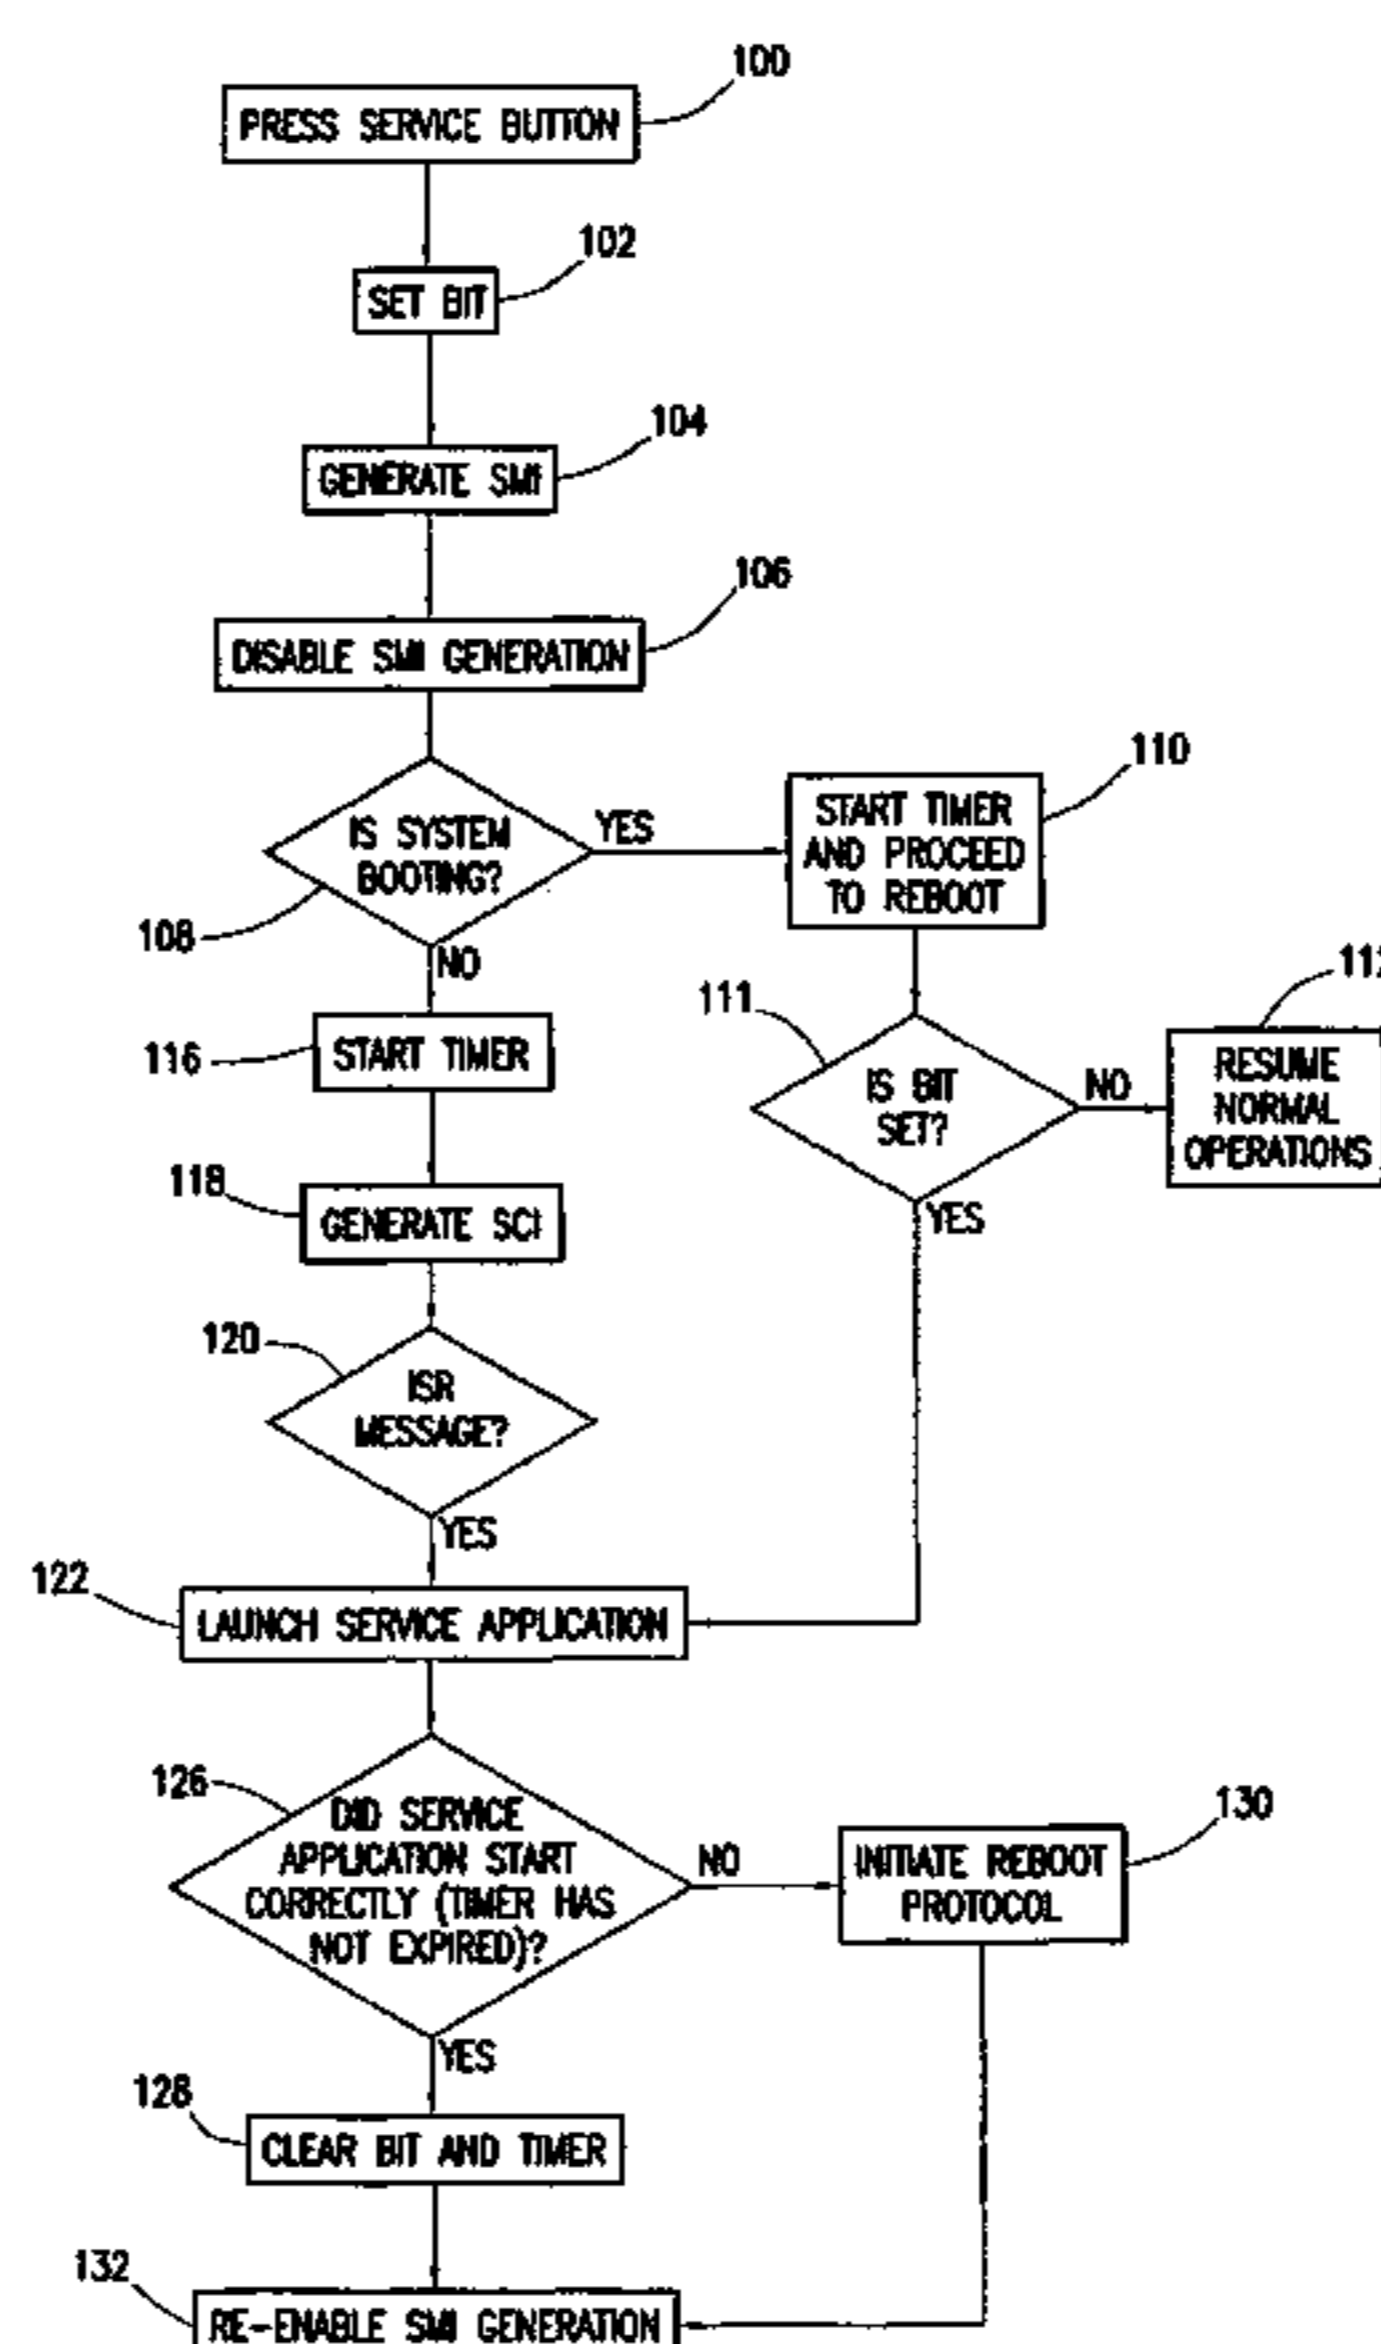 100
PRESS SERVICE BUTTON
102
SET BIT
104
GENERATE SMI
106
DISABLE SMI GENERATION
110
START TIMER
AND PROCEED
TO REBOOT
IS SYSTEM
BOOTING?
YES
108
NO
111
IS BIT
SET?
NO
RESUME
NORMAL
OPERATIONS
YES
116
START TIMER
118
GENERATE SCI
120
ISR
MESSAGE?
YES
122
LAUNCH SERVICE APPLICATION
126
DID SERVICE
APPLICATION START
CORRECTLY (TIMER HAS
NOT EXPIRED)?
NO
130
INITIATE REBOOT
PROTOCOL
YES
128
CLEAR BIT AND TIMER
132
RE-ENABLE SMI GENERATION